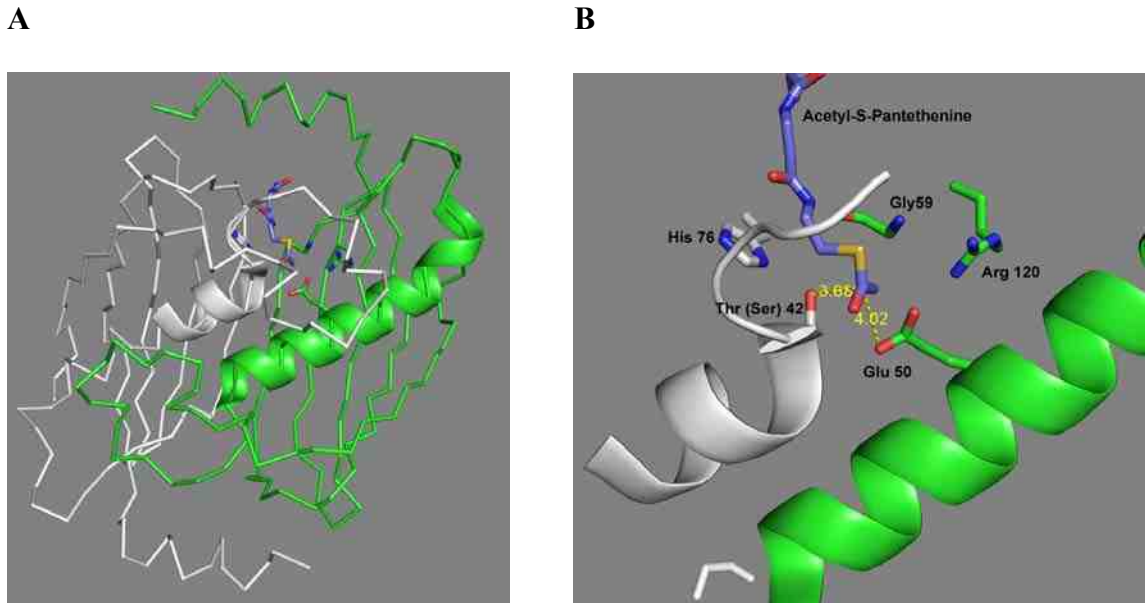 A
B
Acetyl-S-Pantethenine
Gly59
His 76
Arg 120
Thr (Ser) 42
3.68
4.02
Glu 50